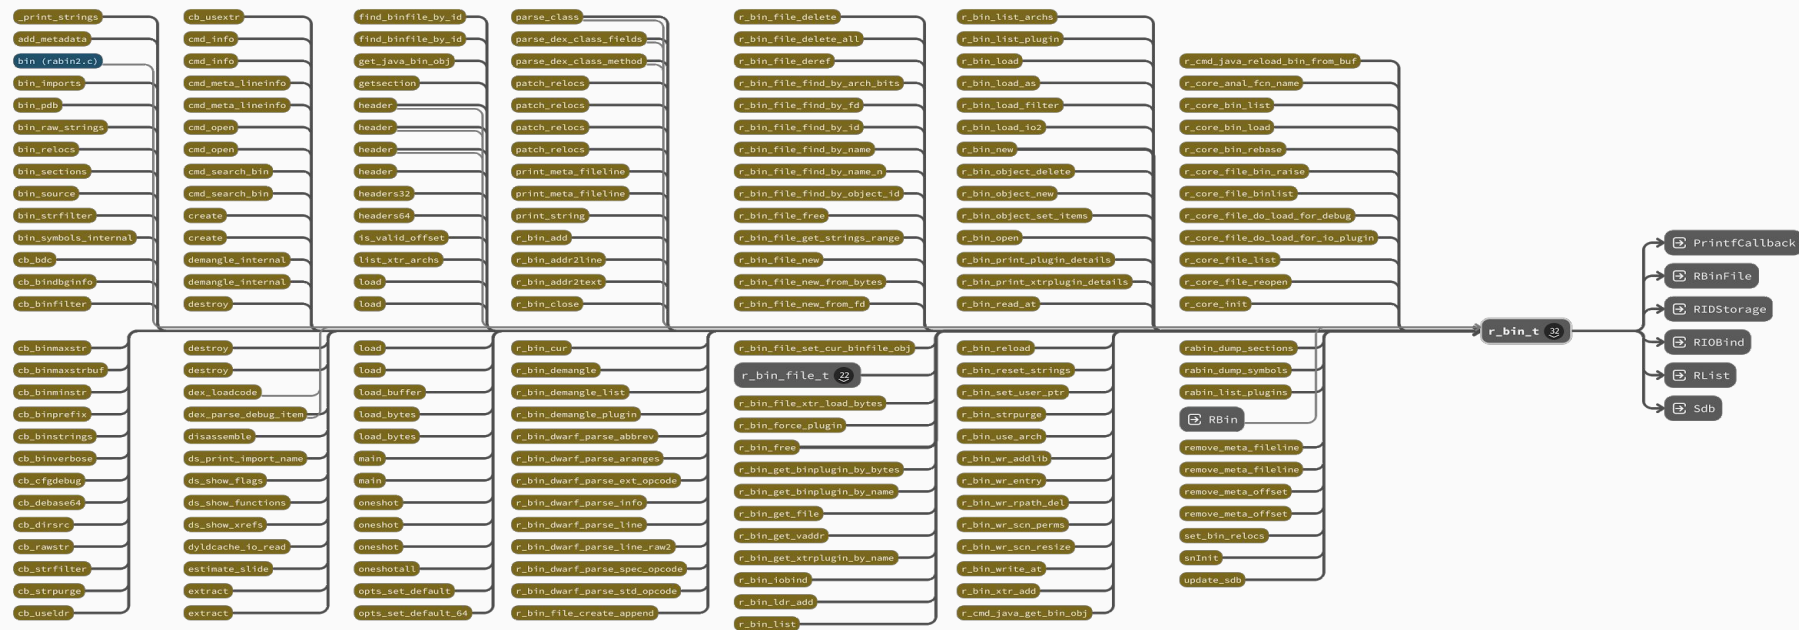 _print_strings
add_metadata
bin (rabin2.c)
bin_imports
bin_pdb
bin_raw_strings
bin_relocs
bin_sections
bin_source
bin_strfilter
bin_symbols_internal
cb_bdc
cb_bindbginfo
cb_binfilter
cb_binmaxstr
cb_binmaxstrbuf
cb_binminstr
cb_binprefix
cb_binstrings
cb_binverbose
cb_cfgdebug
cb_debase64
cb_dirsrc
cb_rawstr
cb_strfilter
cb_strpurge
cb_useldr
cb_usextr
cmd_info
cmd_info
cmd_meta_lineinfo
cmd_meta_lineinfo
cmd_open
cmd_open
cmd_search_bin
cmd_search_bin
create
create
demangle_internal
demangle_internal
destroy
destroy
destroy
dex_loadcode
dex_parse_debug_item
disassemble
ds_print_import_name
ds_show_flags
ds_show_functions
ds_show_xrefs
dyldcache_io_read
estimate_slide
extract
extract
find_binfile_by_id
find_binfile_by_id
get_java_bin_obj
getsection
header
header
header
header
headers32
headers64
is_valid_offset
list_xtr_archs
load
load
load
load
load_buffer
load_bytes
load_bytes
main
main
oneshot
oneshot
oneshot
oneshotall
opts_set_default
opts_set_default_64
parse_class
parse_dex_class_fields
parse_dex_class_method
patch_relocs
patch_relocs
patch_relocs
patch_relocs
print_meta_fileline
print_meta_fileline
print_string
r_bin_add
r_bin_addr2line
r_bin_addr2text
r_bin_close
r_bin_cur
r_bin_demangle
r_bin_demangle_list
r_bin_demangle_plugin
r_bin_dwarf_parse_abbrev
r_bin_dwarf_parse_aranges
r_bin_dwarf_parse_ext_opcode
r_bin_dwarf_parse_info
r_bin_dwarf_parse_line
r_bin_dwarf_parse_line_raw2
r_bin_dwarf_parse_spec_opcode
r_bin_dwarf_parse_std_opcode
r_bin_file_create_append
r_bin_file_delete
r_bin_file_delete_all
r_bin_file_deref
r_bin_file_find_by_arch_bits
r_bin_file_find_by_fd
r_bin_file_find_by_id
r_bin_file_find_by_name
r_bin_file_find_by_name_n
r_bin_file_find_by_object_id
r_bin_file_free
r_bin_file_get_strings_range
r_bin_file_new
r_bin_file_new_from_bytes
r_bin_file_new_from_fd
r_bin_file_set_cur_binfile_obj
r_bin_file_t 22
r_bin_file_xtr_load_bytes
r_bin_force_plugin
r_bin_free
r_bin_get_binplugin_by_bytes
r_bin_get_binplugin_by_name
r_bin_get_file
r_bin_get_vaddr
r_bin_get_xtrplugin_by_name
r_bin_iobind
r_bin_ldr_add
r_bin_list
r_bin_list_archs
r_bin_list_plugin
r_bin_load
r_bin_load_as
r_bin_load_filter
r_bin_load_io2
r_bin_new
r_bin_object_delete
r_bin_object_new
r_bin_object_set_items
r_bin_open
r_bin_print_plugin_details
r_bin_print_xtrplugin_details
r_bin_read_at
r_bin_reload
r_bin_reset_strings
r_bin_set_user_ptr
r_bin_strpurge
r_bin_use_arch
r_bin_wr_addlib
r_bin_wr_entry
r_bin_wr_rpath_del
r_bin_wr_scn_perms
r_bin_wr_scn_resize
r_bin_write_at
r_bin_xtr_add
r_cmd_java_get_bin_obj
r_cmd_java_reload_bin_from_buf
r_core_anal_fcn_name
r_core_bin_list
r_core_bin_load
r_core_bin_rebase
r_core_file_bin_raise
r_core_file_binlist
r_core_file_do_load_for_debug
r_core_file_do_load_for_io_plugin
r_core_file_list
r_core_file_reopen
r_core_init
rabin_dump_sections
rabin_dump_symbols
rabin_list_plugins
RBin
remove_meta_fileline
remove_meta_fileline
remove_meta_offset
remove_meta_offset
set_bin_relocs
snInit
update_sdb
r_bin_t 32
PrintfCallback
RBinFile
RIDStorage
RIOBind
RList
Sdb